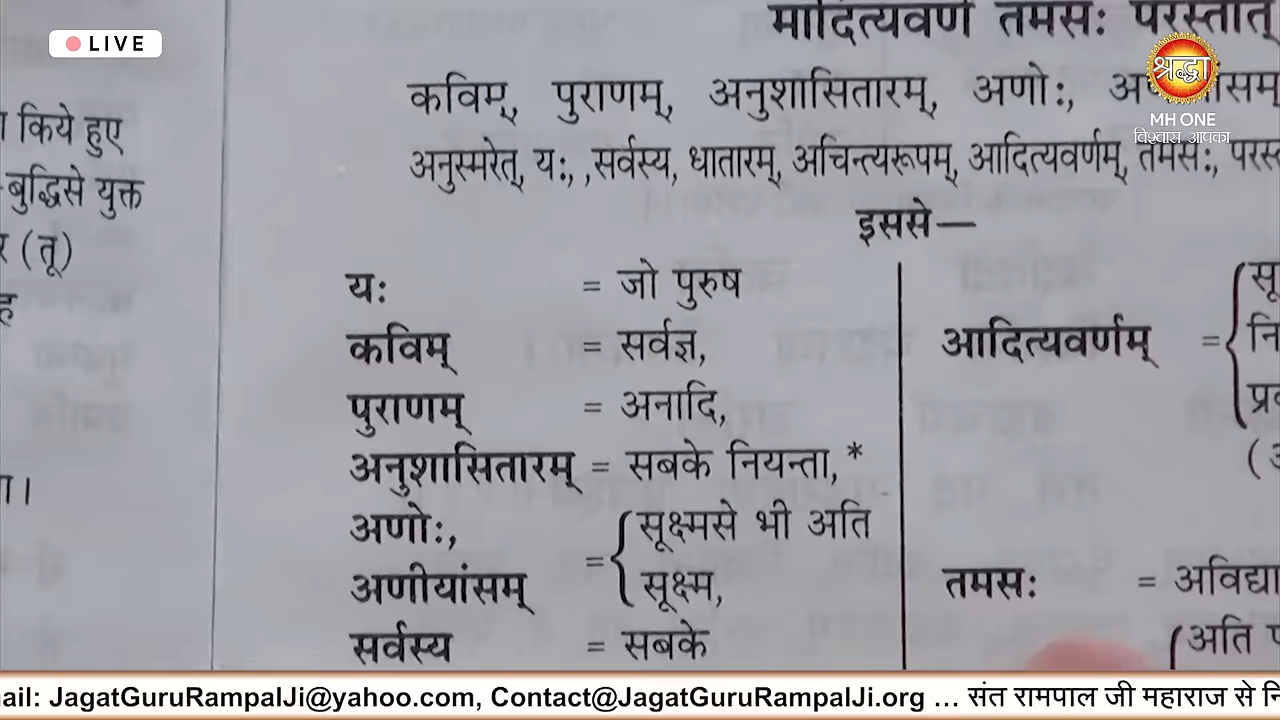 LIVE
मादित्यवर्णं तमसः परस्तात्
श्रद्धा
MH ONE
विश्वास आपका
कविम्, पुराणम्, अनुशासितारम्, अणोः,
अनुस्मरेत्, यः, ,सर्वस्य, धातारम्, अचिन्त्यरूपम्, आदित्यवर्णम्, तमसः,
किये हुए
बुद्धिसे युक्त
(तू)
इससे—
यः = जो पुरुष
कविम् = सर्वज्ञ,
पुराणम् = अनादि,
अनुशासितारम् = सबके नियन्ता,*
अणोः,
अणीयांसम् = सूक्ष्मसे भी अति
सूक्ष्म,
सर्वस्य = सबके
आदित्यवर्णम् =
तमसः = अविद्या
अति
JagatGuruRampalJi@yahoo.com, Contact@JagatGuruRampalJi.org ... संत रामपाल जी महाराज से